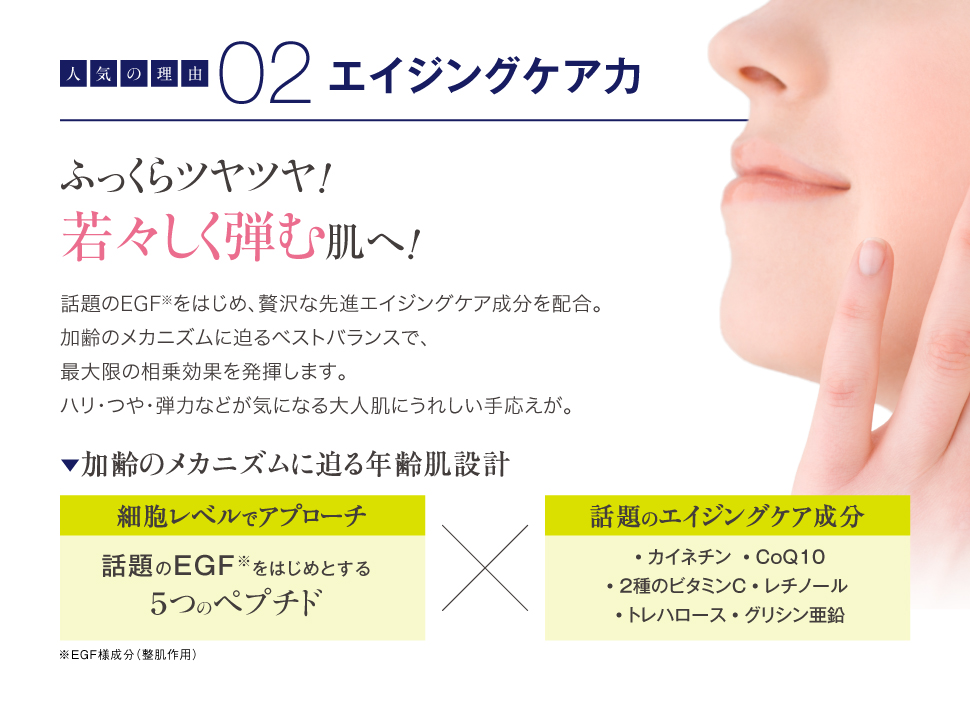 人気の理由 02 エイジングケア力
ふっくらツヤツヤ!
若々しく弾む肌へ!
話題のEGF※をはじめ、贅沢な先進エイジングケア成分を配合。
加齢のメカニズムに迫るベストバランスで、
最大限の相乗効果を発揮します。
ハリ・つや・弾力などが気になる大人肌にうれしい手応えが。
▼加齢のメカニズムに迫る年齢肌設計
細胞レベルでアプローチ
話題のEGF※をはじめとする
5つのペプチド
話題のエイジングケア成分
・カイネチン ・CoQ10
・2種のビタミンC・レチノール
・トレハロース・グリシン亜鉛
※EGF様成分(整肌作用)